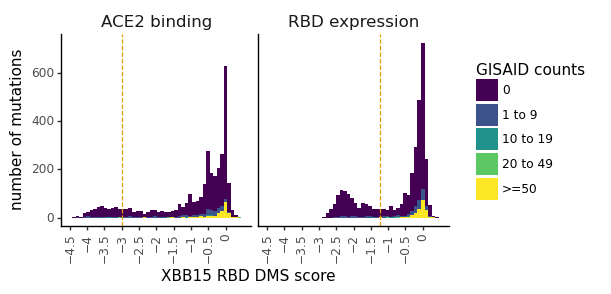 ACE2 binding
RBD expression
number of mutations
600
400
200
0
−4.5 −4 −3.5 −3 −2.5 −2 −1.5 −1 −0.5 0
−4.5 −4 −3.5 −3 −2.5 −2 −1.5 −1 −0.5 0
XBB15 RBD DMS score
GISAID counts
0
1 to 9
10 to 19
20 to 49
>=50